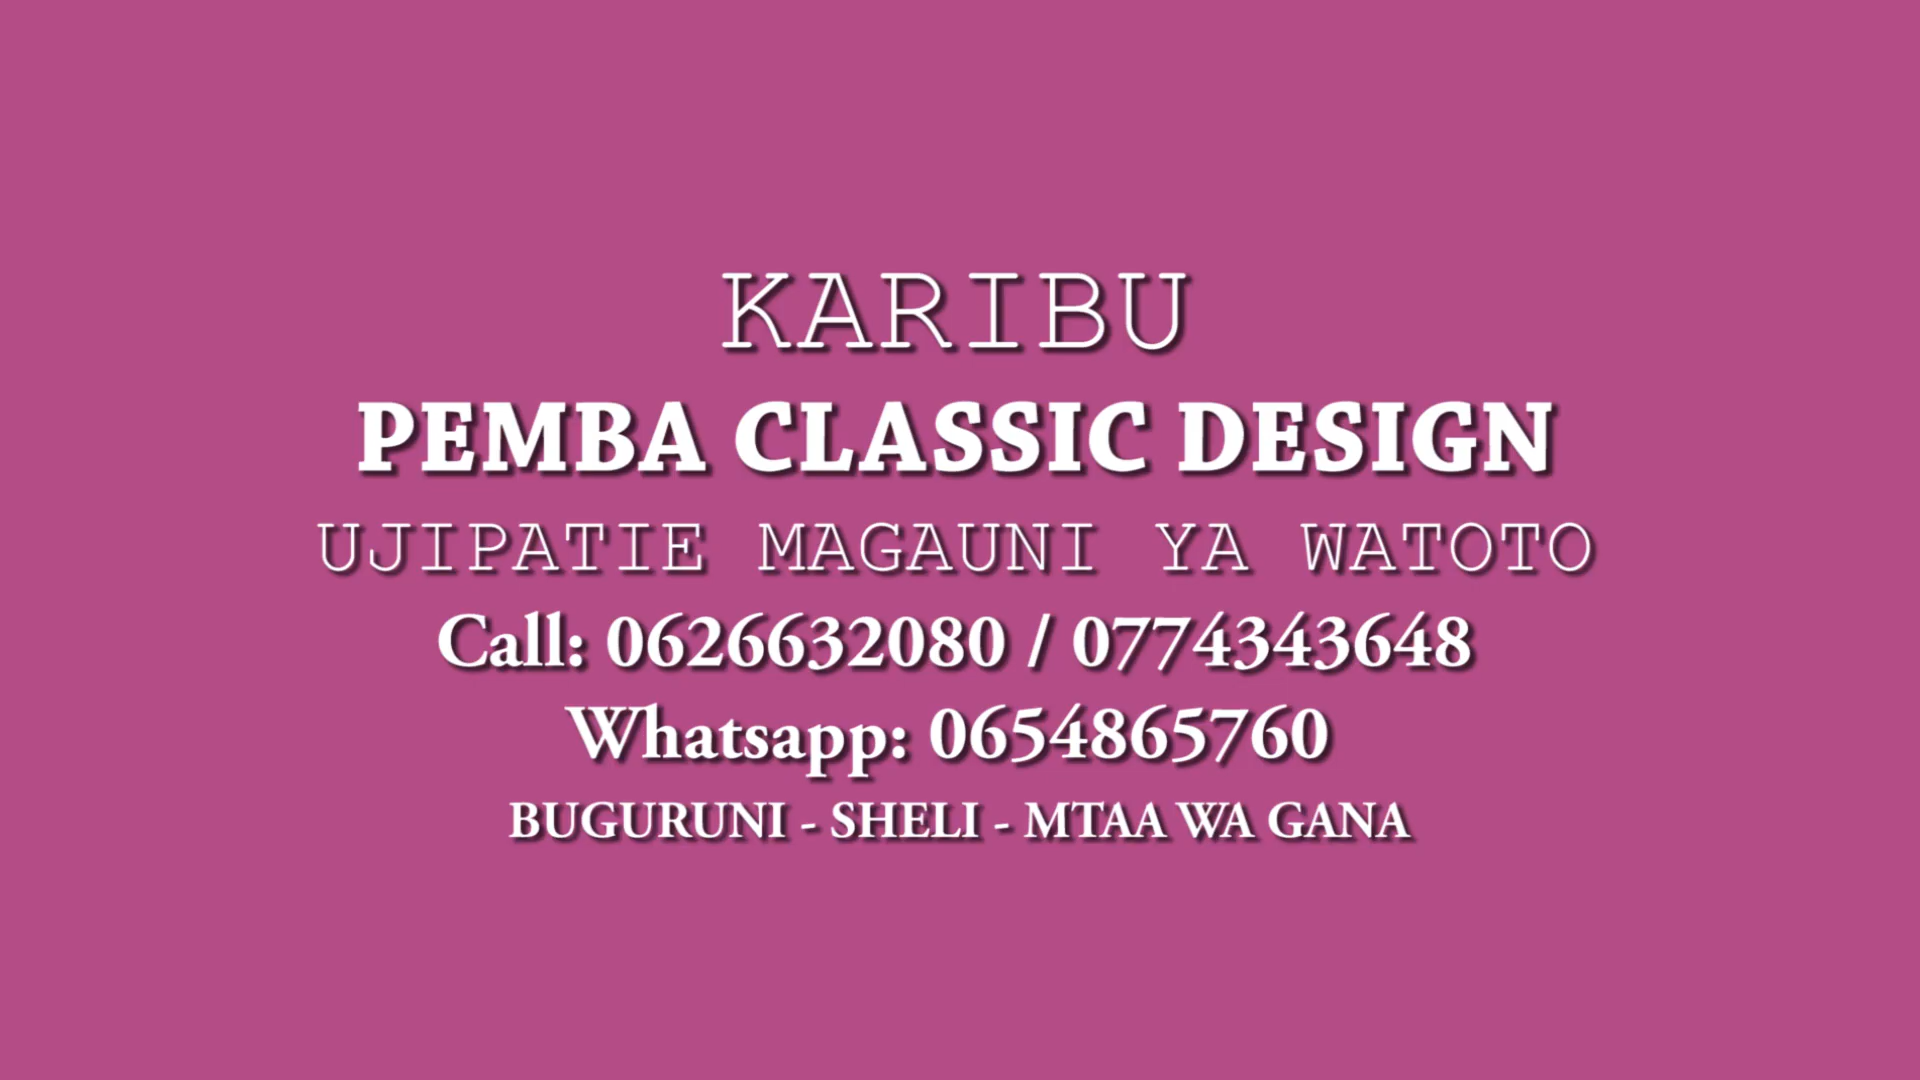 KARIBU
PEMBA CLASSIC DESIGN
UJIPATIE MAGAUNI YA WATOTO
Call: 0626632080 / 0774343648
Whatsapp: 0654865760
BUGURUNI - SHELI - MTAA WA GANA